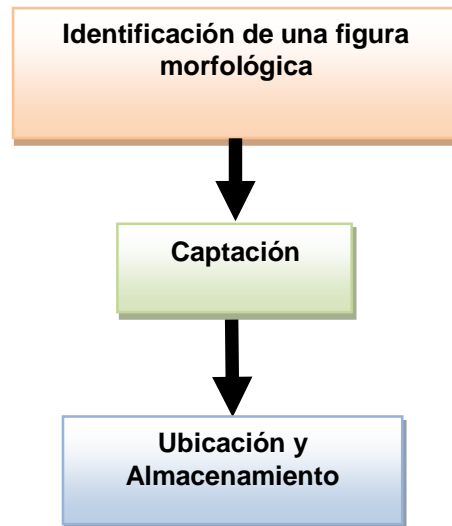 Identificación de una figura
morfológica
Captación
Ubicación y
Almacenamiento